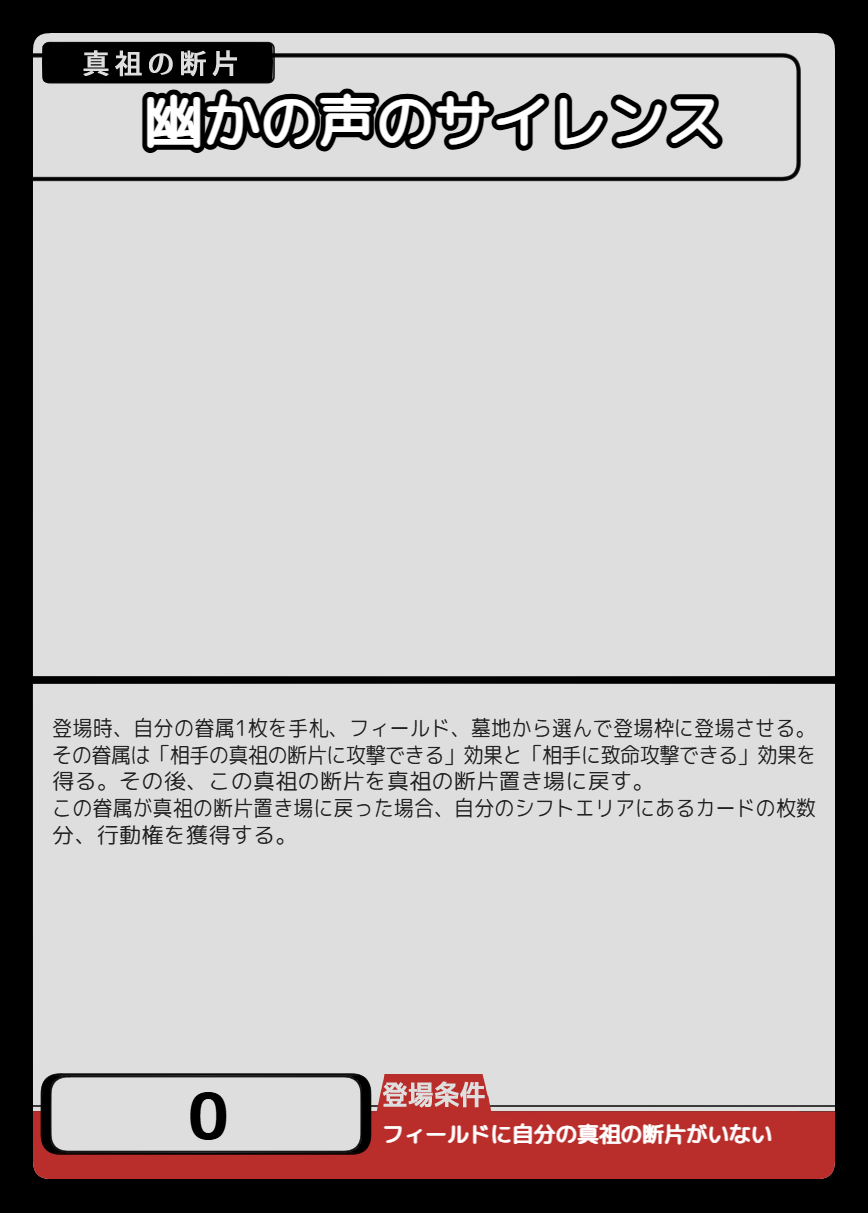 真祖の断片
幽かの声のサイレンス
登場時、自分の眷属1枚を手札、フィールド、墓地から選んで登場枠に登場させる。
その眷属は「相手の真祖の断片に攻撃できる」効果と「相手に致命攻撃できる」効果を
得る。その後、この真祖の断片を真祖の断片置き場に戻す。
この眷属が真祖の断片置き場に戻った場合、自分のシフトエリアにあるカードの枚数
分、行動権を獲得する。
0
登場条件
フィールドに自分の真祖の断片がいない